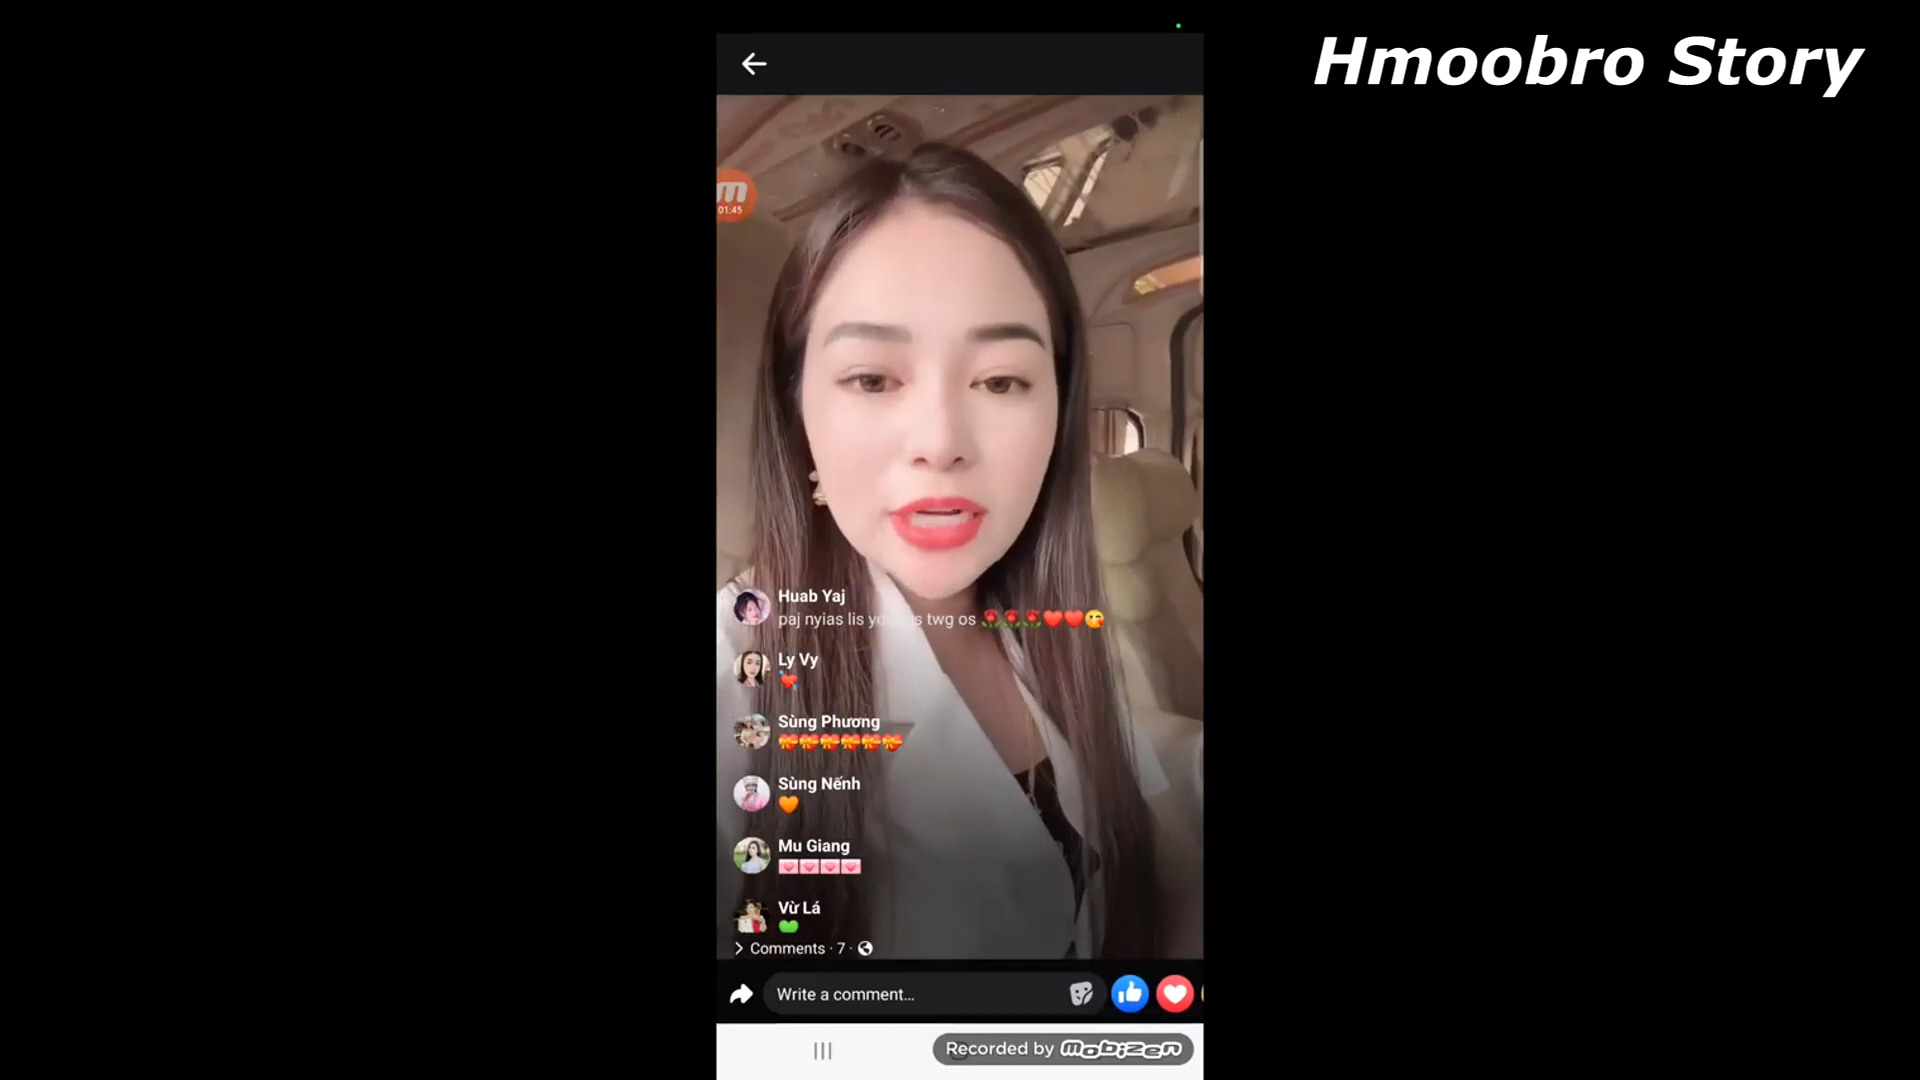 Hmoobro Story
m
01:45
Huab Yaj
paj nyias lis twg os 🌹🌹🌹❤️❤️😋
Ly Vy
💘
Sùng Phương
💝💝💝💝💝💝
Sùng Nếnh
🧡
Mu Giang
💌💌💌💌
Vừ Lá
💚
Comments · 7 ·
Write a comment...
Recorded by mobizen